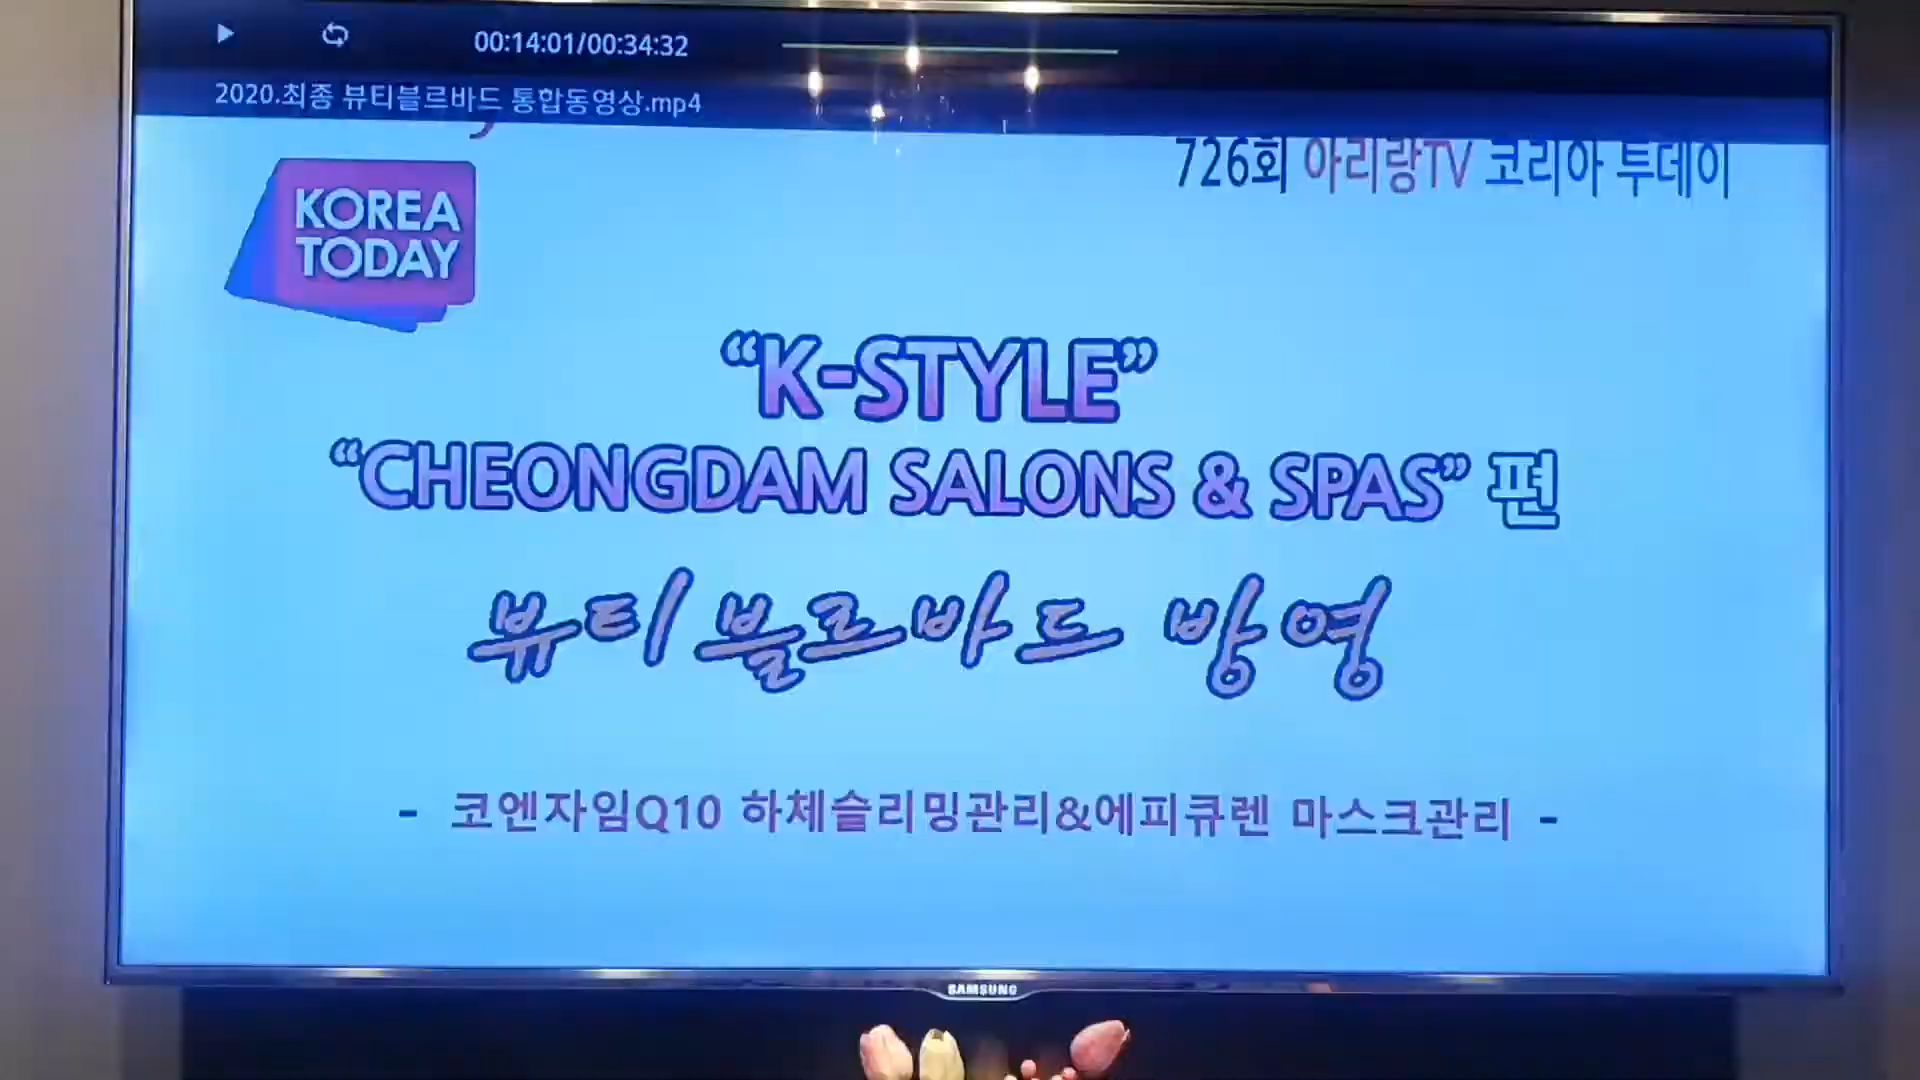 00:14:01/00:34:32
2020.최종 뷰티블르바드 통합동영상.mp4
726회 아리랑TV 코리아 투데이
KOREA
TODAY
“K-STYLE”
“CHEONGDAM SALONS & SPAS” 편
뷰티블르바드 방영
- 코엔자임Q10 하체슬리밍관리&에피큐렌 마스크관리 -
SAMSUNG